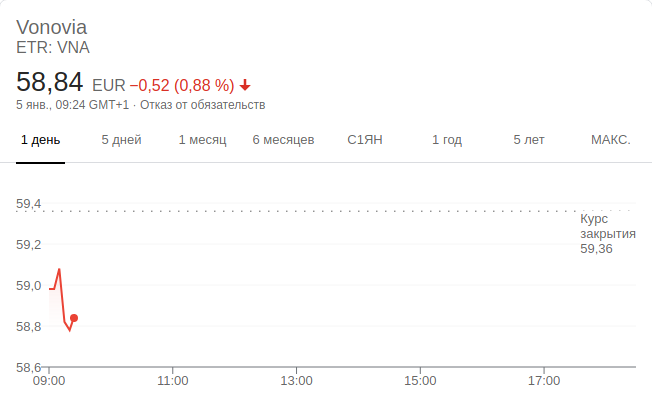 Vonovia
ETR: VNA
58,84 EUR −0,52 (0,88 %)
5 янв., 09:24 GMT+1 · Отказ от обязательств
1 день 5 дней 1 месяц 6 месяцев С1ЯН 1 год 5 лет МАКС.
59,4
Курс
закрытия
59,36
59,2
59,0
58,8
58,6
09:00 11:00 13:00 15:00 17:00